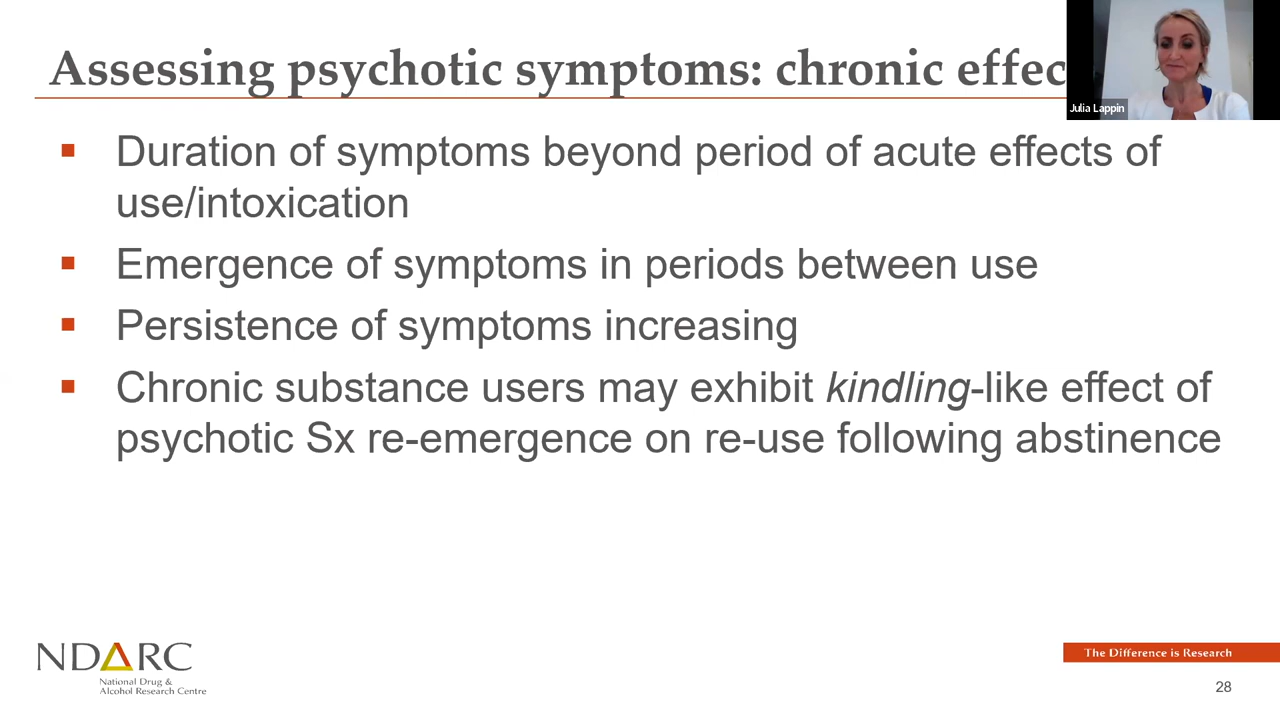 Assessing psychotic symptoms: chronic effec
Julia Lappin
Duration of symptoms beyond period of acute effects of
use/intoxication
Emergence of symptoms in periods between use
Persistence of symptoms increasing
Chronic substance users may exhibit kindling-like effect of
psychotic Sx re-emergence on re-use following abstinence
NDARC
National Drug &
Alcohol Research Centre
The Difference is Research
28